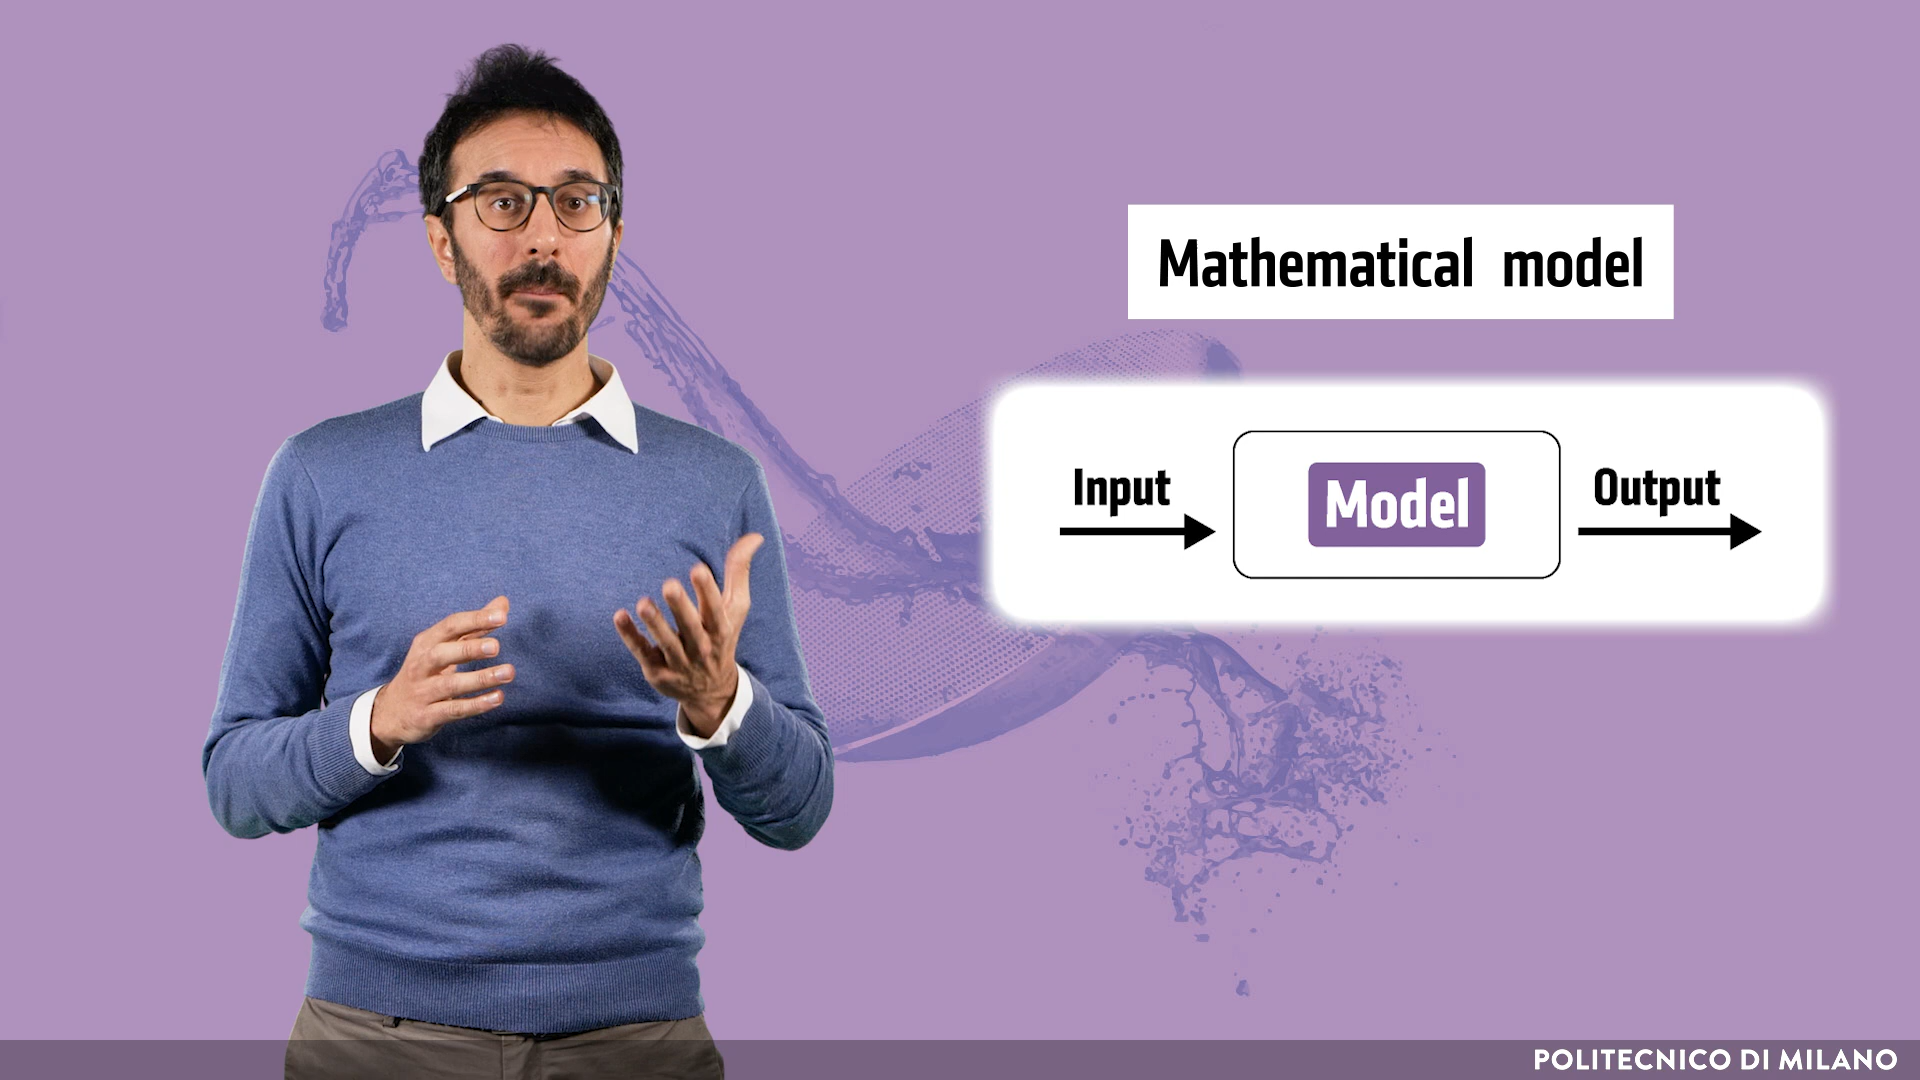 Mathematical model
Input
Model
Output
POLITECNICO DI MILANO